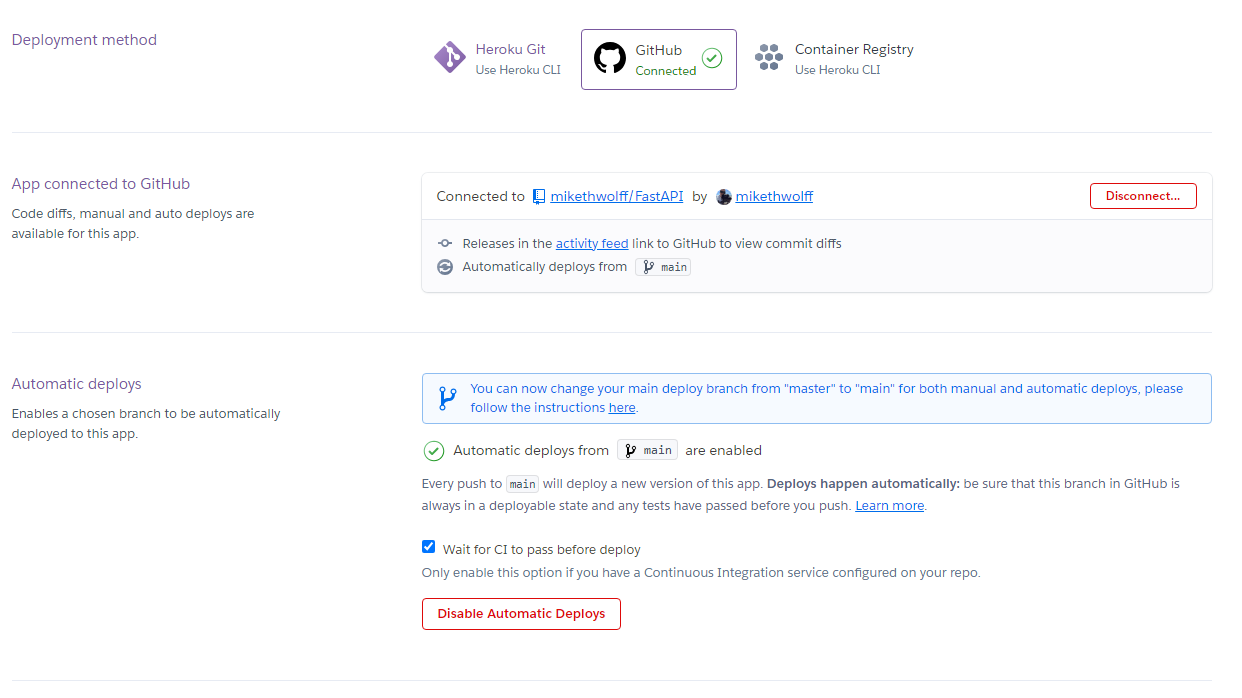 Deployment method
Heroku Git
Use Heroku CLI
GitHub
Connected
Container Registry
Use Heroku CLI
App connected to GitHub
Code diffs, manual and auto deploys are
available for this app.
Connected to mikethwolff/FastAPI by mikethwolff
Disconnect...
Releases in the activity feed link to GitHub to view commit diffs
Automatically deploys from main
Automatic deploys
Enables a chosen branch to be automatically
deployed to this app.
You can now change your main deploy branch from "master" to "main" for both manual and automatic deploys, please
follow the instructions here.
Automatic deploys from main are enabled
Every push to main will deploy a new version of this app. Deploys happen automatically: be sure that this branch in GitHub is
always in a deployable state and any tests have passed before you push. Learn more.
Wait for CI to pass before deploy
Only enable this option if you have a Continuous Integration service configured on your repo.
Disable Automatic Deploys